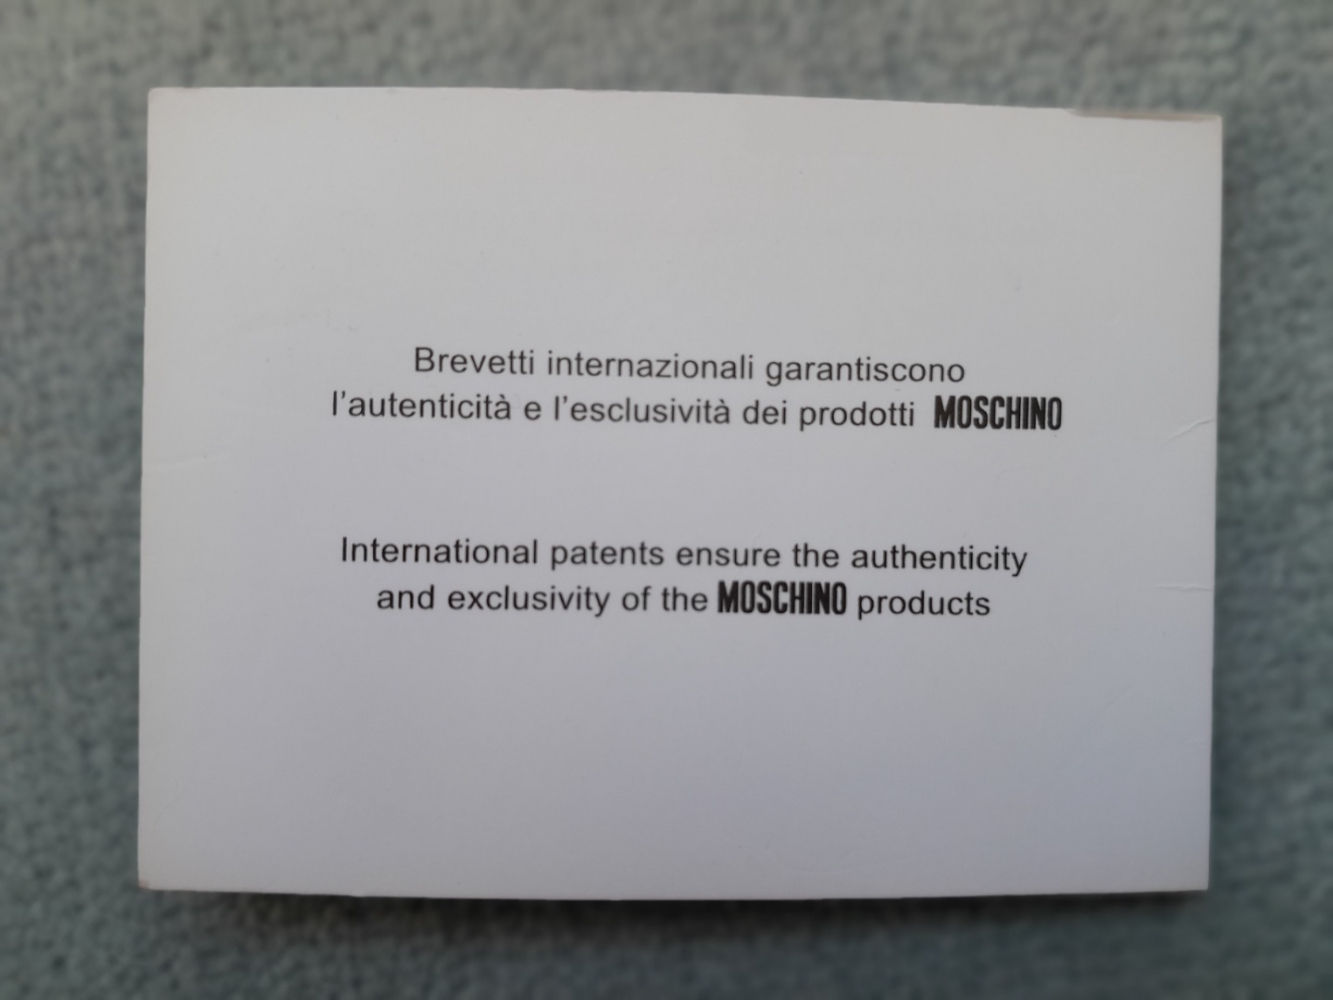 Brevetti internazionali garantiscono
l'autenticità e l'esclusività dei prodotti MOSCHINO
International patents ensure the authenticity
and exclusivity of the MOSCHINO products